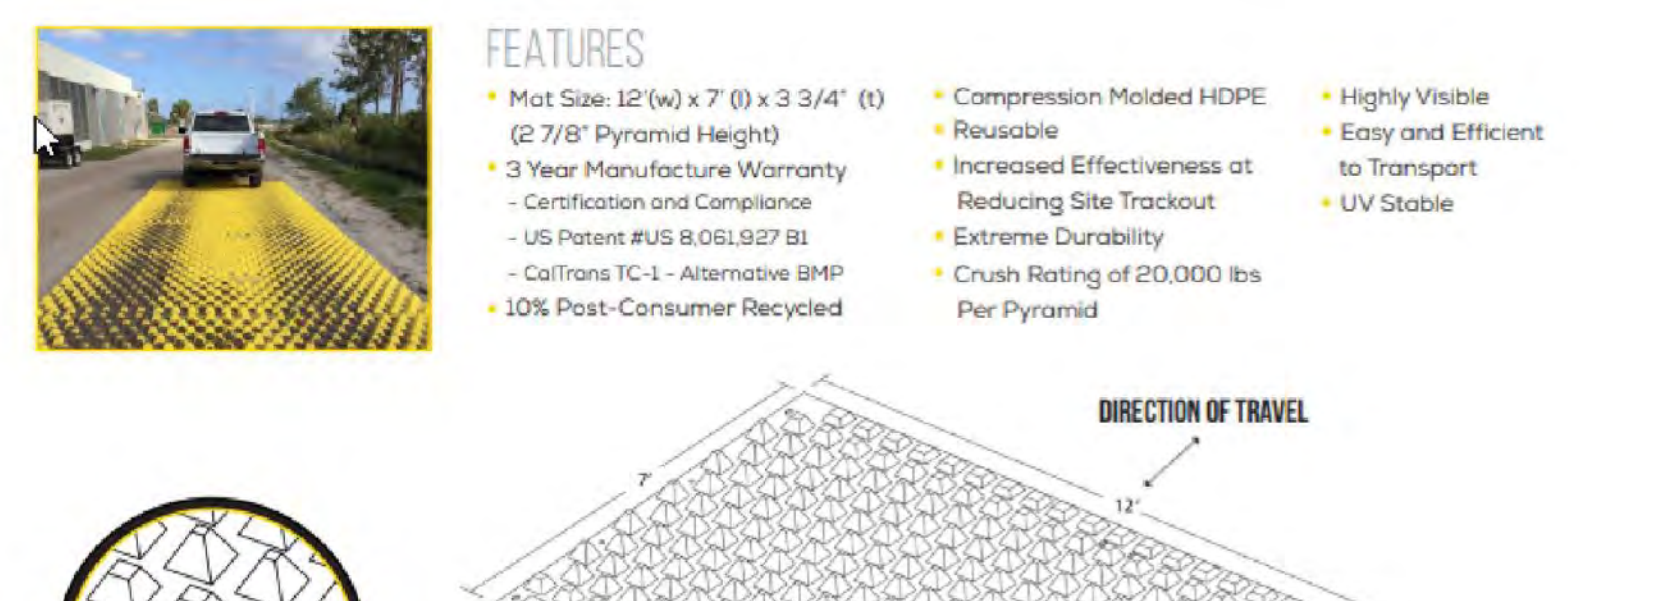 FEATURES
• Mat Size: 12'(w) x 7' (l) x 3 3/4" (t)
(2 7/8" Pyramid Height)
• 3 Year Manufacture Warranty
- Certification and Compliance
- US Patent #US 8,061,927 B1
- CalTrans TC-1 - Alternative BMP
• 10% Post-Consumer Recycled
• Compression Molded HDPE
• Reusable
• Increased Effectiveness at
Reducing Site Trackout
• Extreme Durability
• Crush Rating of 20,000 lbs
Per Pyramid
• Highly Visible
• Easy and Efficient
to Transport
• UV Stable
DIRECTION OF TRAVEL
7'
12'